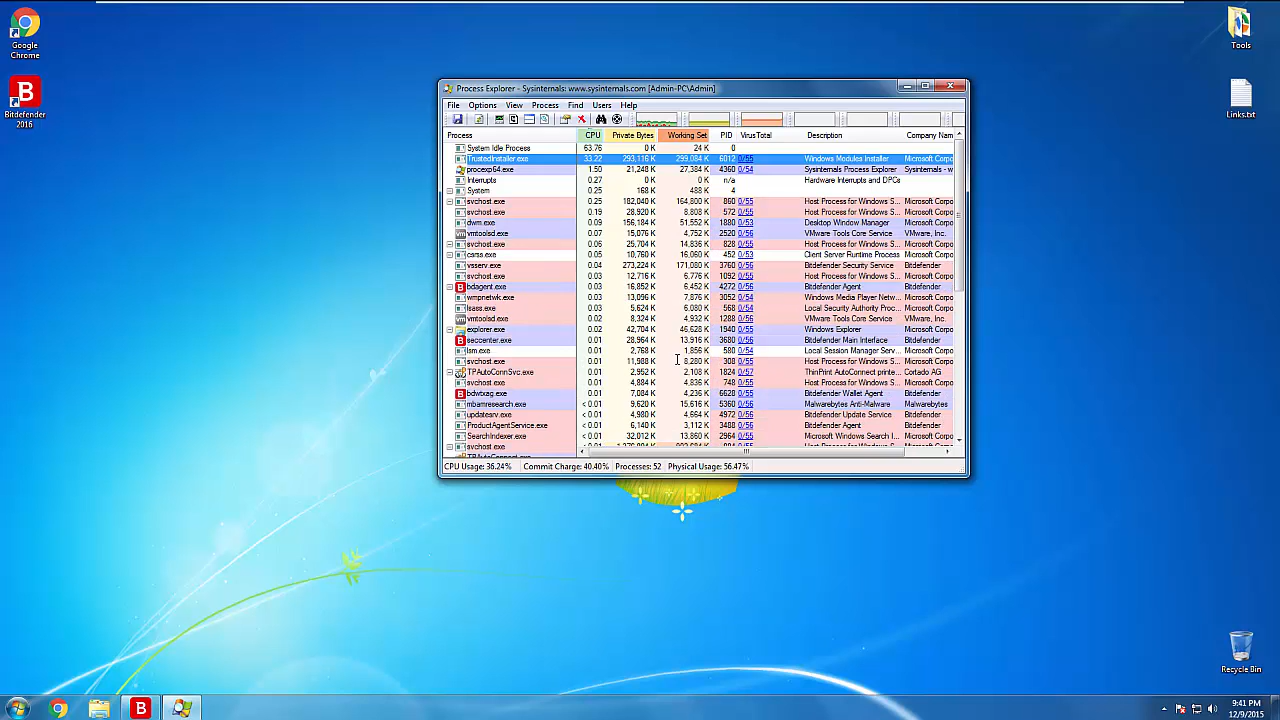 Google
Chrome
Bitdefender
2016
Tools
Links.txt
Recycle Bin
Process Explorer - Sysinternals: www.sysinternals.com [Admin-PC\Admin]
File Options View Process Find Users Help
Process CPU Private Bytes Working Set PID VirusTotal Description Company Nam
System Idle Process 63.76 0 K 24 K 0
TrustedInstaller.exe 33.22 293,116 K 299,084 K 6012 0/55 Windows Modules Installer Microsoft Corpo
procexp64.exe 1.50 21,248 K 27,384 K 4360 0/54 Sysinternals Process Explorer Sysinternals - w
Interrupts 0.27 0 K 0 K n/a Hardware Interrupts and DPCs
System 0.25 168 K 488 K 4
svchost.exe 0.25 182,040 K 164,800 K 860 0/55 Host Process for Windows S... Microsoft Corpo
svchost.exe 0.19 28,920 K 8,808 K 572 0/55 Host Process for Windows S... Microsoft Corpo
dwm.exe 0.09 156,184 K 51,552 K 1880 0/53 Desktop Window Manager Microsoft Corpo
vmtoolsd.exe 0.07 15,076 K 4,752 K 2520 0/56 VMware Tools Core Service VMware, Inc.
svchost.exe 0.06 25,704 K 14,836 K 828 0/55 Host Process for Windows S... Microsoft Corpo
csrss.exe 0.05 10,760 K 16,060 K 452 0/53 Client Server Runtime Process Microsoft Corpo
vsserv.exe 0.04 273,224 K 171,080 K 3760 0/56 Bitdefender Security Service Bitdefender
svchost.exe 0.03 12,716 K 6,776 K 1092 0/55 Host Process for Windows S... Microsoft Corpo
bdagent.exe 0.03 16,852 K 6,452 K 4272 0/56 Bitdefender Agent Bitdefender
wmpnetwk.exe 0.03 13,096 K 7,876 K 3052 0/54 Windows Media Player Netw... Microsoft Corpo
lsass.exe 0.03 5,624 K 6,080 K 568 0/54 Local Security Authority Proc... Microsoft Corpo
vmtoolsd.exe 0.02 8,324 K 4,932 K 1288 0/56 VMware Tools Core Service VMware, Inc.
explorer.exe 0.02 42,704 K 46,628 K 1940 0/55 Windows Explorer Microsoft Corpo
seccenter.exe 0.01 28,964 K 13,916 K 3680 0/56 Bitdefender Main Interface Bitdefender
lsm.exe 0.01 2,768 K 1,856 K 580 0/54 Local Session Manager Serv... Microsoft Corpo
svchost.exe 0.01 11,988 K 8,280 K 308 0/55 Host Process for Windows S... Microsoft Corpo
TPAutoConnSvc.exe 0.01 2,952 K 2,108 K 1824 0/57 ThinPrint AutoConnect printe... Cortado AG
svchost.exe 0.01 4,884 K 4,836 K 748 0/55 Host Process for Windows S... Microsoft Corpo
bdwtxag.exe 0.01 7,084 K 4,236 K 6628 0/55 Bitdefender Wallet Agent Bitdefender
mbamresearch.exe < 0.01 9,620 K 15,616 K 5360 0/56 Malwarebytes Anti-Malware Malwarebytes
updatesrv.exe < 0.01 4,980 K 4,664 K 4972 0/56 Bitdefender Update Service Bitdefender
ProductAgentService.exe < 0.01 6,140 K 3,112 K 3488 0/56 Bitdefender Agent Bitdefender
SearchIndexer.exe < 0.01 32,012 K 13,860 K 2964 0/55 Microsoft Windows Search I... Microsoft Corpo
svchost.exe < 0.01 0/55 Host Process for Windows S... Microsoft Corpo
CPU Usage: 36.24% Commit Charge: 40.40% Processes: 52 Physical Usage: 56.47%
9:41 PM
12/9/2015